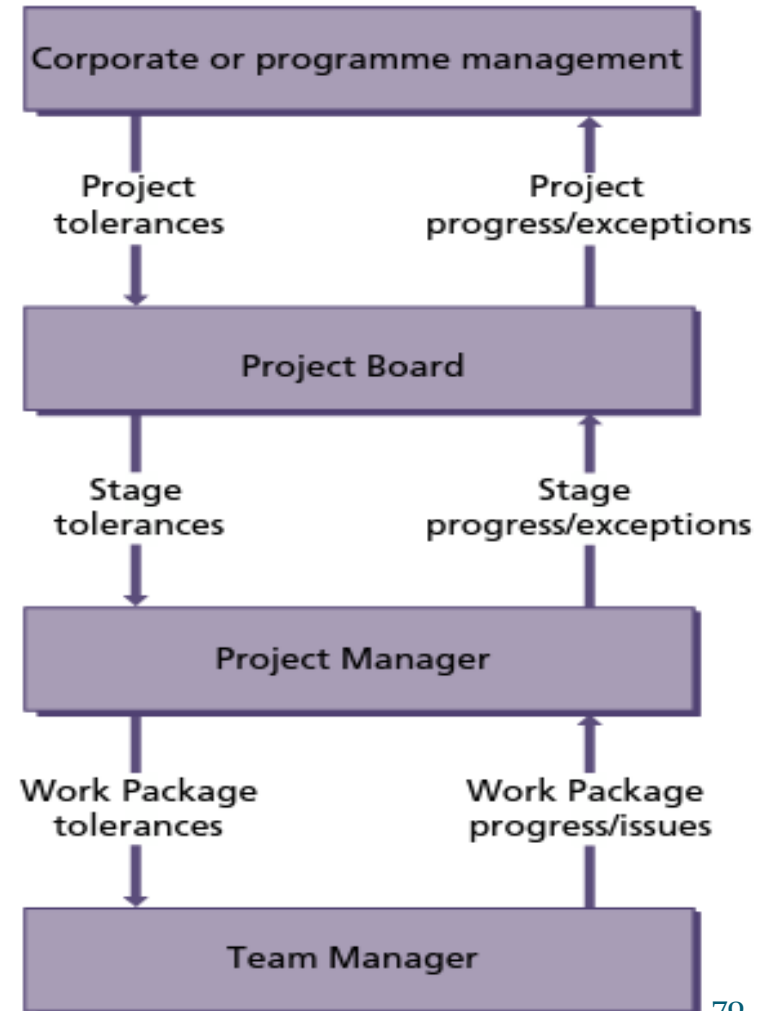 Corporate or programme management
Project
tolerances
Project
progress/exceptions
Project Board
Stage
tolerances
Stage
progress/exceptions
Project Manager
Work Package
tolerances
Work Package
progress/issues
Team Manager